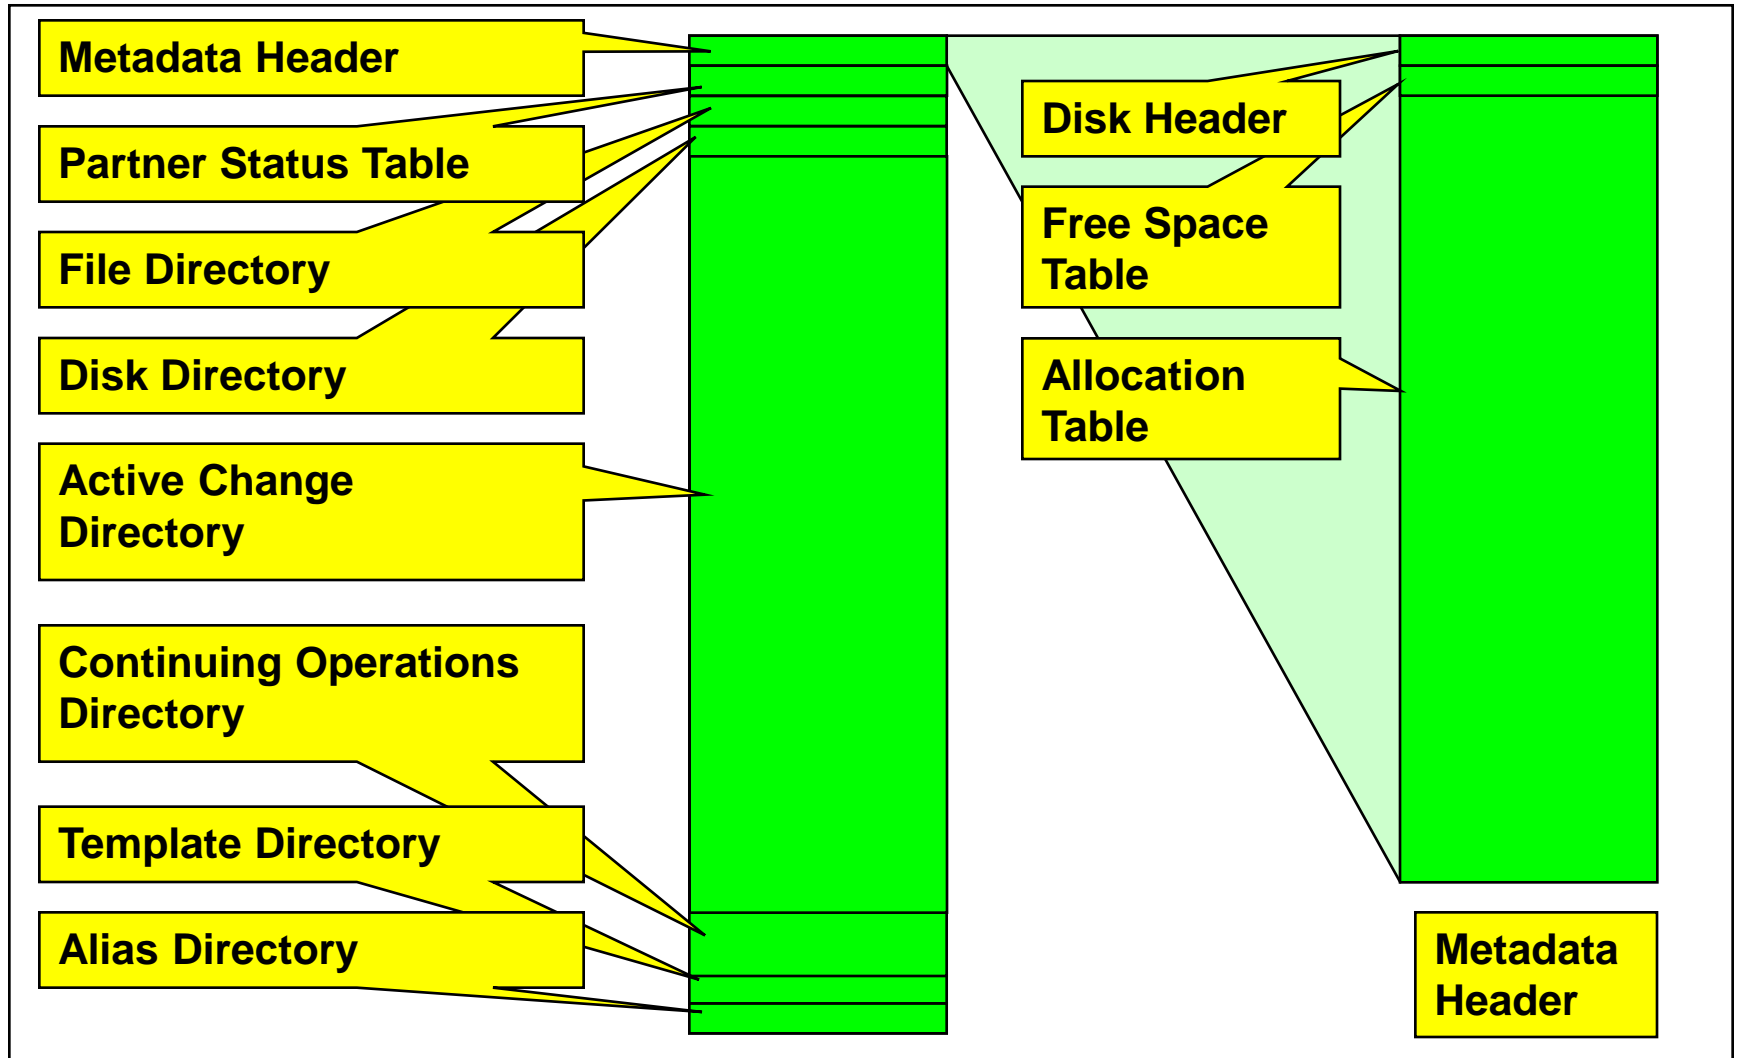 Metadata Header
Partner Status Table
File Directory
Disk Directory
Active Change
Directory
Continuing Operations
Directory
Template Directory
Alias Directory
Disk Header
Free Space
Table
Allocation
Table
Metadata
Header